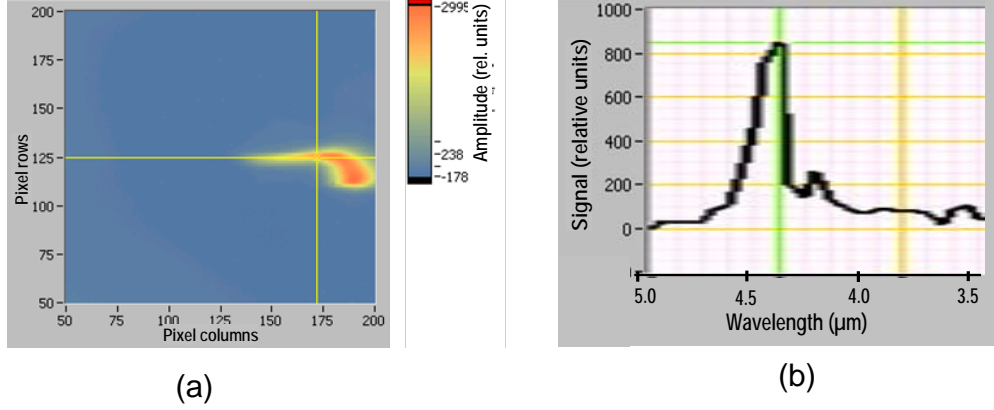 200
175
150
125
100
75
50
50 75 100 125 150 175 200
Pixel rows
Pixel columns
-2995
-238
-178
Amplitude (rel. units)
(a)
1000
800
600
400
200
0
Signal (relative units)
5.0 4.5 4.0 3.5
Wavelength (µm)
(b)